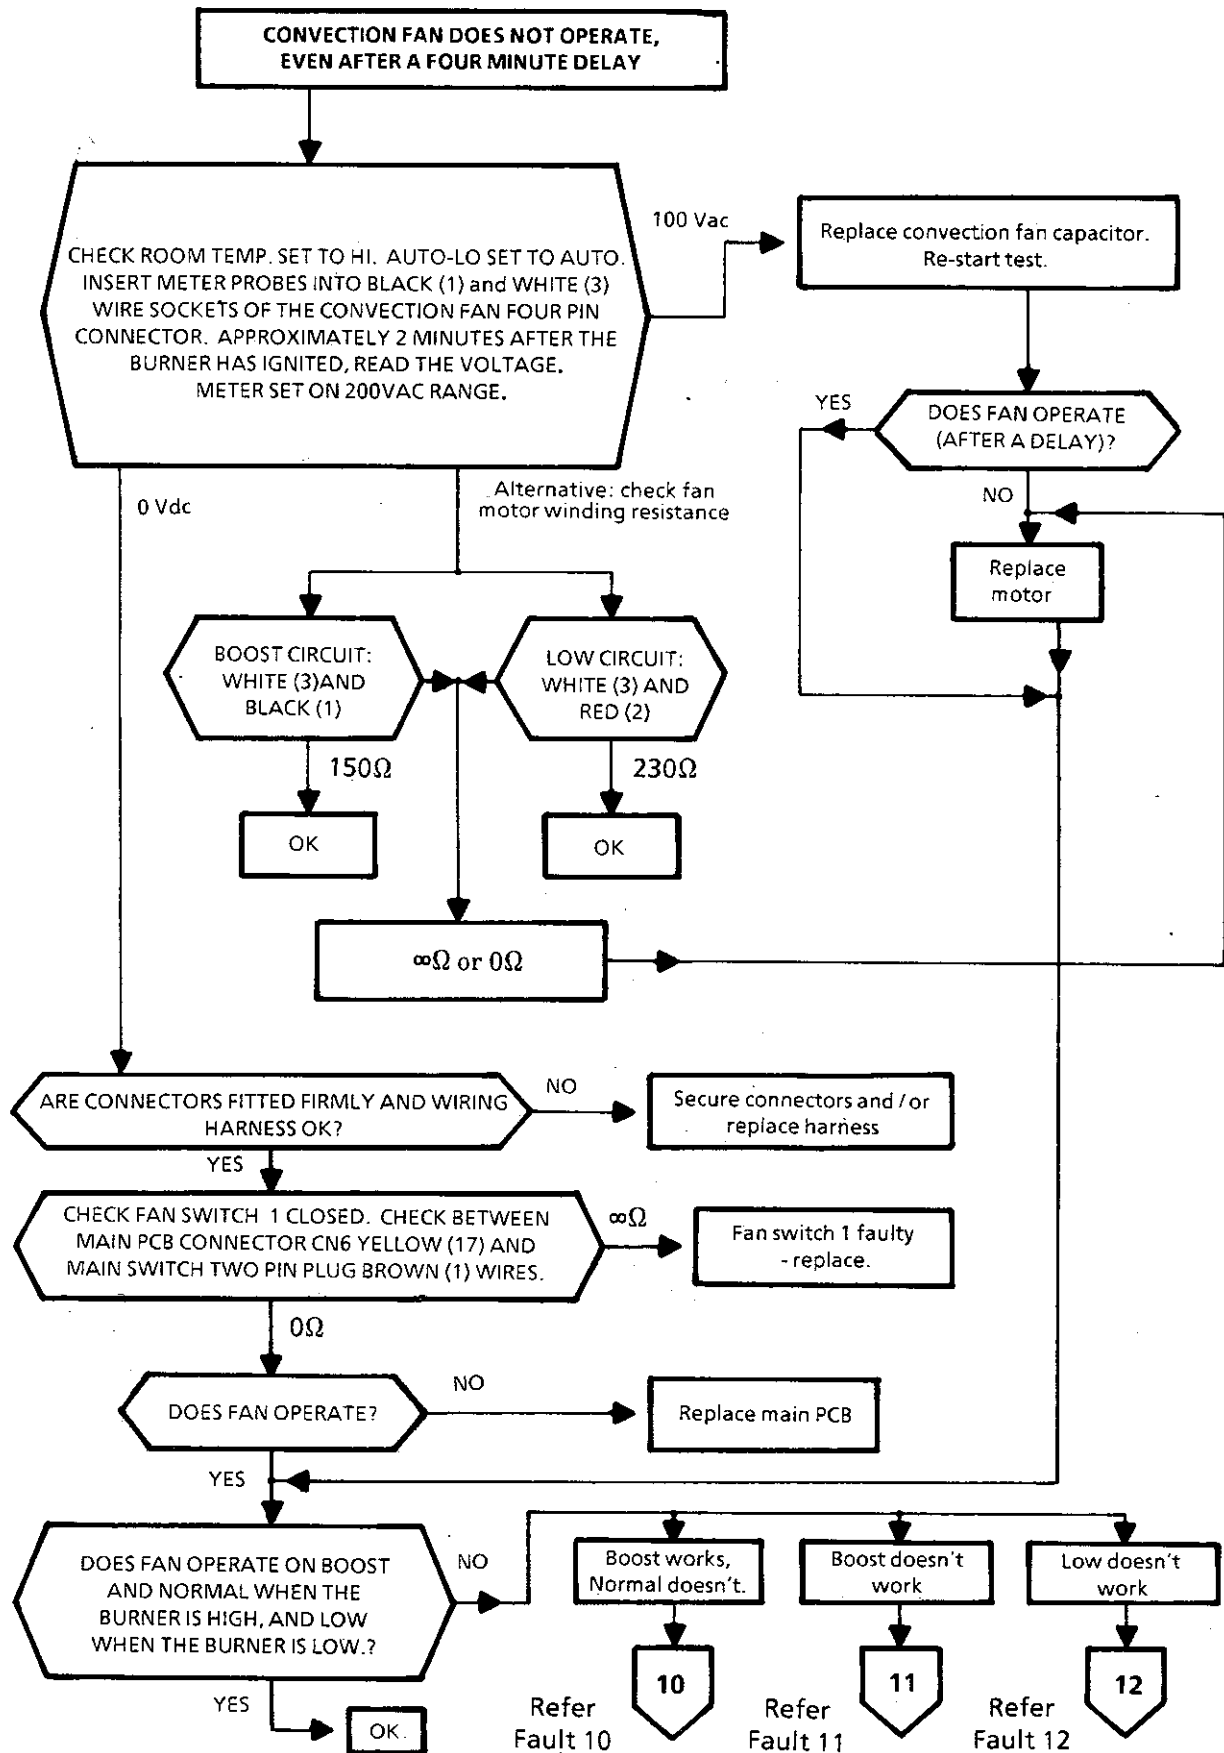 CONVECTION FAN DOES NOT OPERATE,
EVEN AFTER A FOUR MINUTE DELAY
CHECK ROOM TEMP. SET TO HI. AUTO-LO SET TO AUTO.
INSERT METER PROBES INTO BLACK (1) and WHITE (3)
WIRE SOCKETS OF THE CONVECTION FAN FOUR PIN
CONNECTOR. APPROXIMATELY 2 MINUTES AFTER THE
BURNER HAS IGNITED, READ THE VOLTAGE.
METER SET ON 200VAC RANGE.
100 Vac
Replace convection fan capacitor.
Re-start test.
YES
DOES FAN OPERATE
(AFTER A DELAY)?
NO
Replace
motor
0 Vdc
Alternative: check fan
motor winding resistance
BOOST CIRCUIT:
WHITE (3)AND
BLACK (1)
LOW CIRCUIT:
WHITE (3) AND
RED (2)
150Ω
230Ω
OK
OK
∞Ω or 0Ω
ARE CONNECTORS FITTED FIRMLY AND WIRING
HARNESS OK?
NO
Secure connectors and / or
replace harness
YES
CHECK FAN SWITCH 1 CLOSED. CHECK BETWEEN
MAIN PCB CONNECTOR CN6 YELLOW (17) AND
MAIN SWITCH TWO PIN PLUG BROWN (1) WIRES.
∞Ω
Fan switch 1 faulty
- replace.
0Ω
DOES FAN OPERATE?
NO
Replace main PCB
YES
DOES FAN OPERATE ON BOOST
AND NORMAL WHEN THE
BURNER IS HIGH, AND LOW
WHEN THE BURNER IS LOW.?
NO
Boost works,
Normal doesn't.
Boost doesn't
work
Low doesn't
work
10
11
12
YES
OK
Refer
Fault 10
Refer
Fault 11
Refer
Fault 12